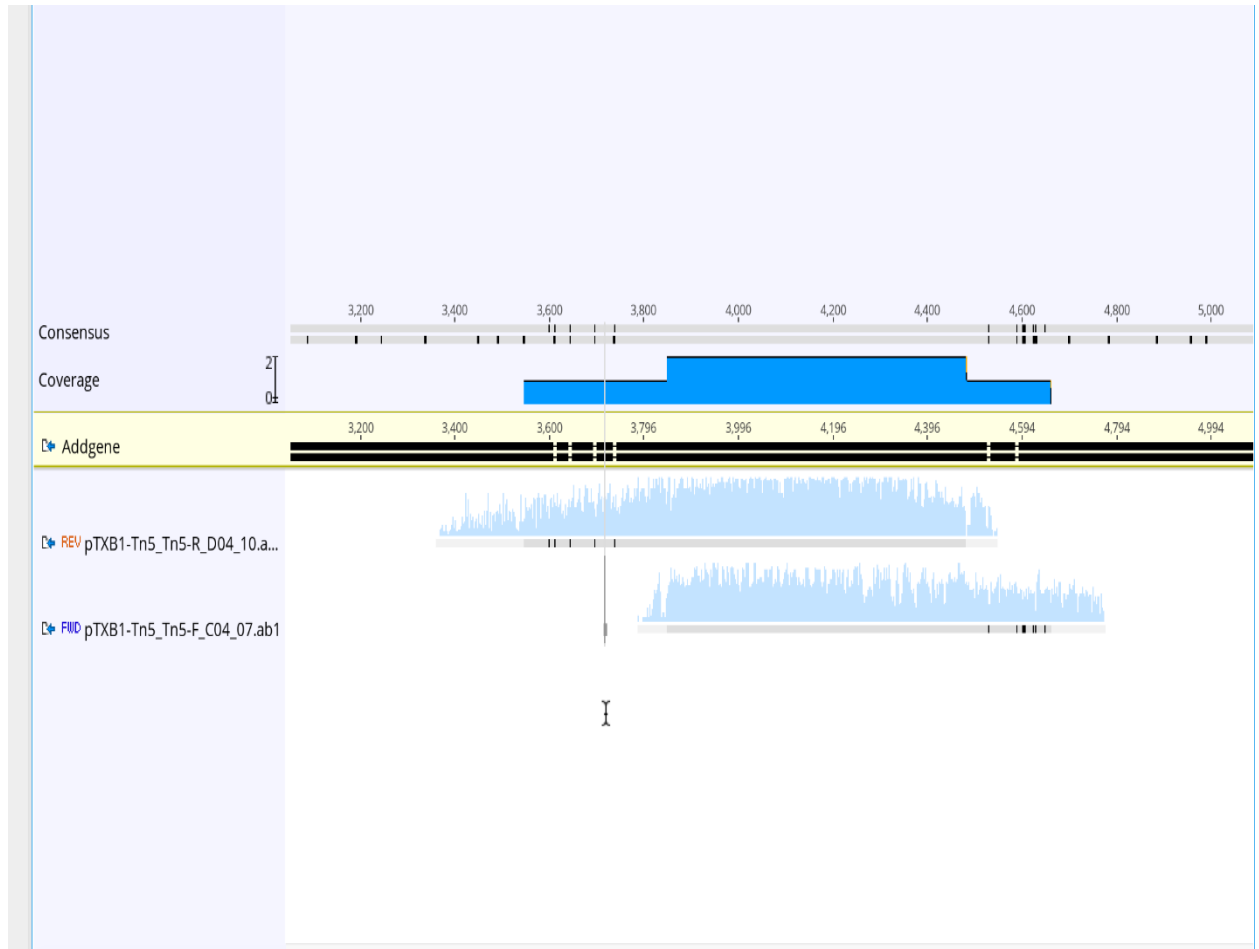 3,200 3,400 3,600 3,800 4,000 4,200 4,400 4,600 4,800 5,000
Consensus
Coverage
2
0
3,200 3,400 3,600 3,796 3,996 4,196 4,396 4,594 4,794 4,994
Addgene
REV pTXB1-Tn5_Tn5-R_D04_10.a...
FWD pTXB1-Tn5_Tn5-F_C04_07.ab1